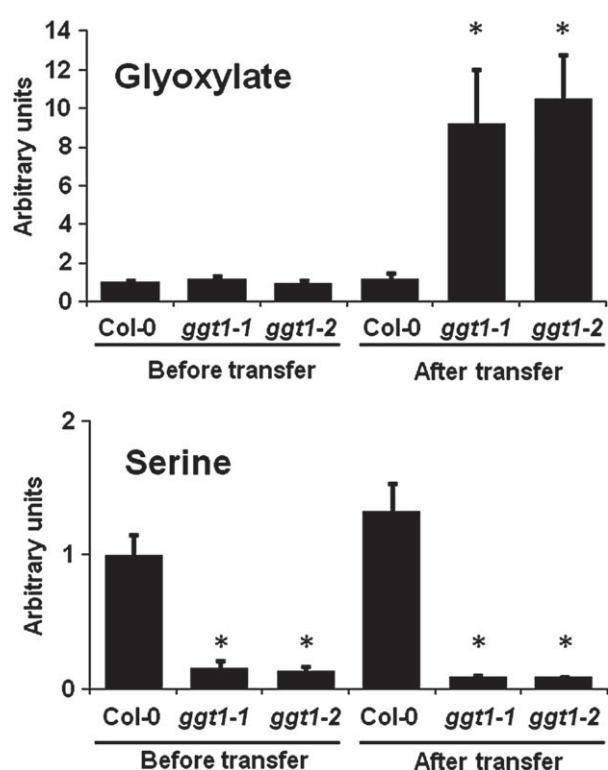 14
12
10
8
6
4
2
0
Arbitrary units
Glyoxylate
* *
Col-0 ggt1-1 ggt1-2 Col-0 ggt1-1 ggt1-2
Before transfer After transfer
2
1
0
Arbitrary units
Serine
* * * *
Col-0 ggt1-1 ggt1-2 Col-0 ggt1-1 ggt1-2
Before transfer After transfer